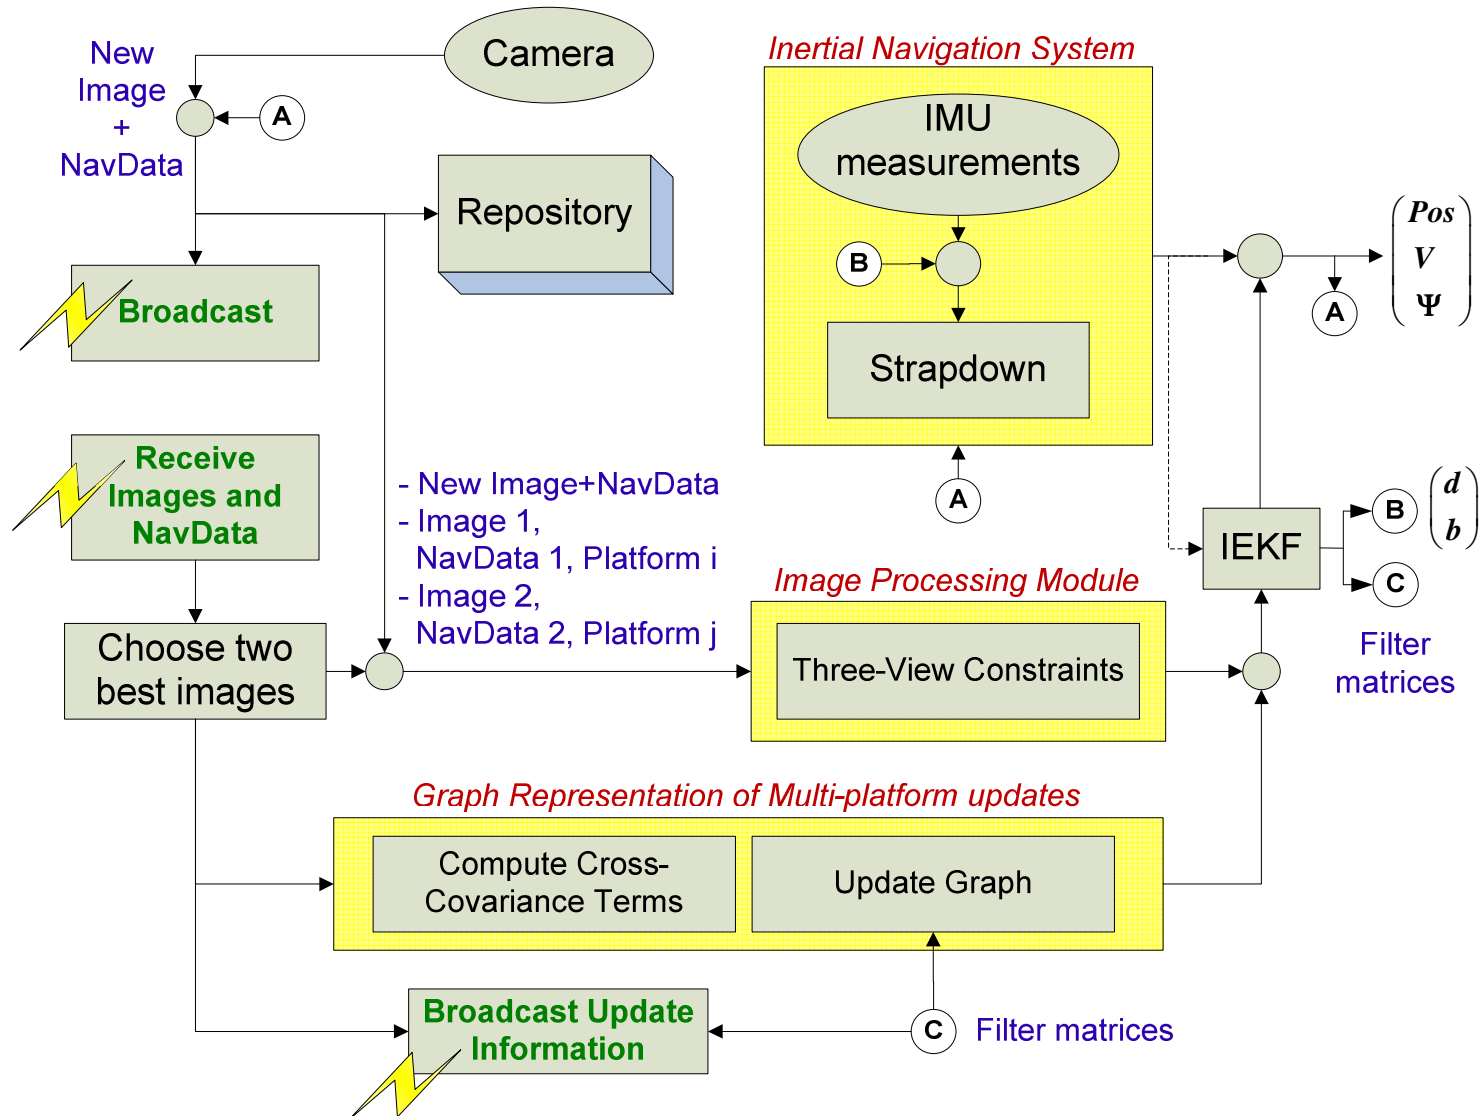 New
Image
+
NavData
Camera
A
Repository
Broadcast
Receive
Images and
NavData
Choose two
best images
- New Image+NavData
- Image 1,
NavData 1, Platform i
- Image 2,
NavData 2, Platform j
Inertial Navigation System
IMU
measurements
B
Strapdown
A
Pos
V
Ψ
A
IEKF
B
d
b
C
Filter
matrices
Image Processing Module
Three-View Constraints
Graph Representation of Multi-platform updates
Compute Cross-
Covariance Terms
Update Graph
Broadcast Update
Information
C
Filter matrices